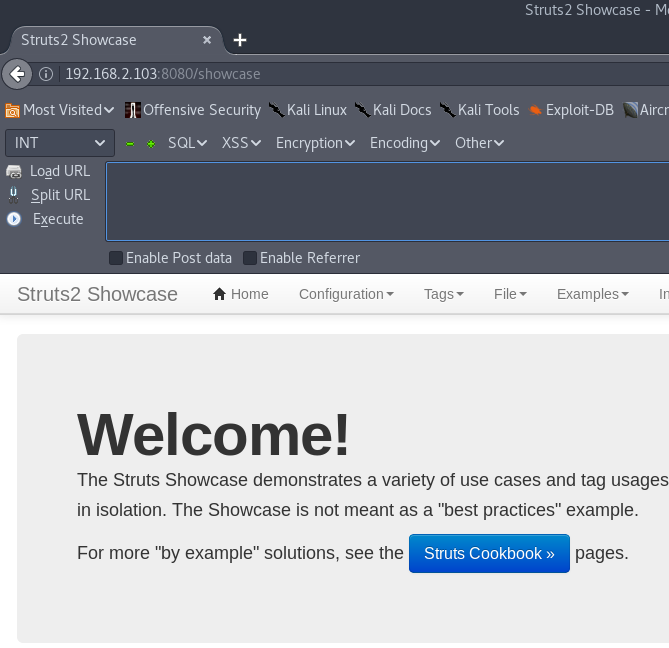 Struts2 Showcase - M
Struts2 Showcase
192.168.2.103:8080/showcase
Most Visited Offensive Security Kali Linux Kali Docs Kali Tools Exploit-DB Aircr
INT SQL XSS Encryption Encoding Other
Load URL
Split URL
Execute
Enable Post data Enable Referrer
Struts2 Showcase Home Configuration Tags File Examples In
Welcome!
The Struts Showcase demonstrates a variety of use cases and tag usages
in isolation. The Showcase is not meant as a "best practices" example.
For more "by example" solutions, see the Struts Cookbook » pages.